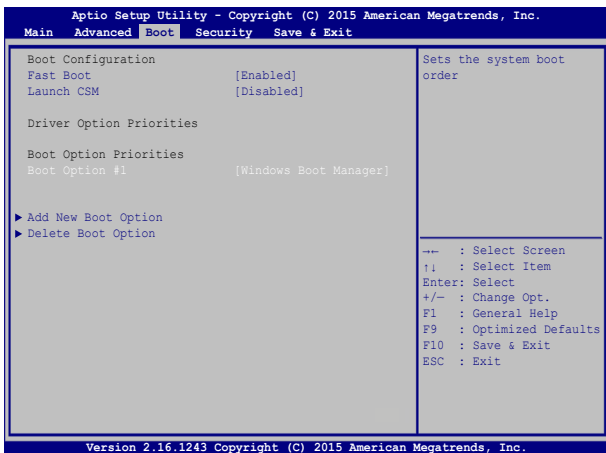 Aptio Setup Utility - Copyright (C) 2015 American Megatrends, Inc.
Main Advanced Boot Security Save & Exit
Boot Configuration
Fast Boot [Enabled]
Launch CSM [Disabled]
Driver Option Priorities
Boot Option Priorities
Boot Option #1 [Windows Boot Manager]
▶ Add New Boot Option
▶ Delete Boot Option
Sets the system boot
order
→← : Select Screen
↑↓ : Select Item
Enter: Select
+/— : Change Opt.
F1 : General Help
F9 : Optimized Defaults
F10 : Save & Exit
ESC : Exit
Version 2.16.1243 Copyright (C) 2015 American Megatrends, Inc.